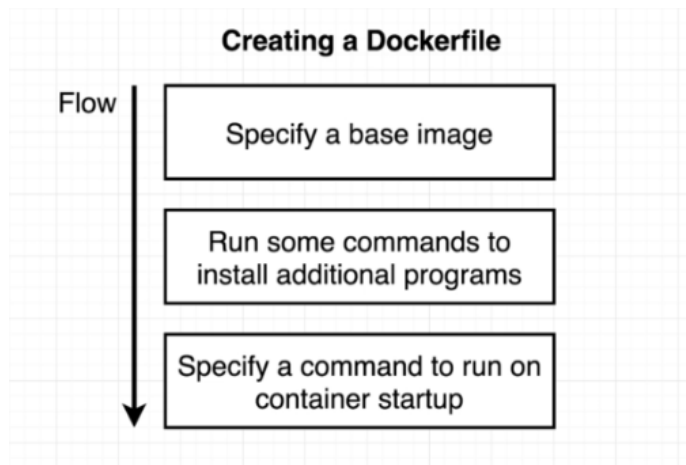 Creating a Dockerfile
Flow
Specify a base image
Run some commands to
install additional programs
Specify a command to run on
container startup